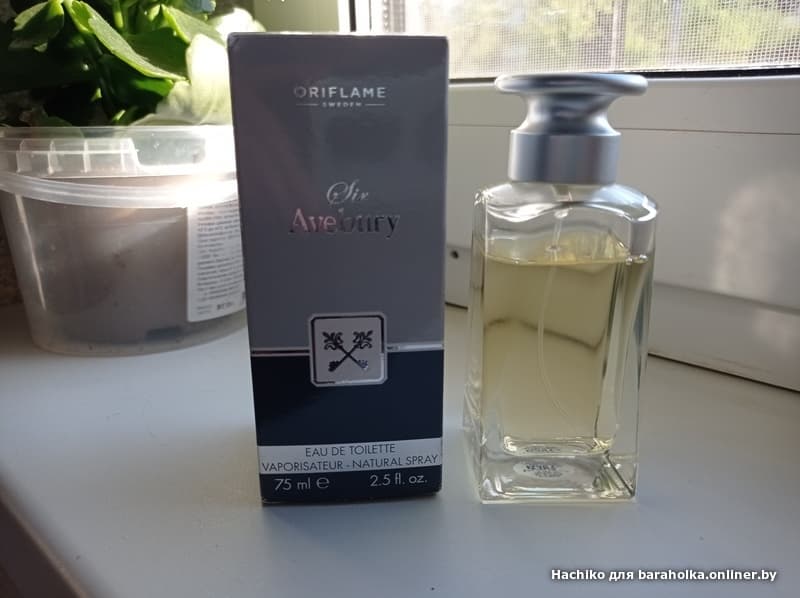 ORIFLAME
SWEDEN
Sir
Avebury
EAU DE TOILETTE
VAPORISATEUR - NATURAL SPRAY
75 ml ℮ 2.5 fl. oz.
Hachiko для baraholka.onliner.by